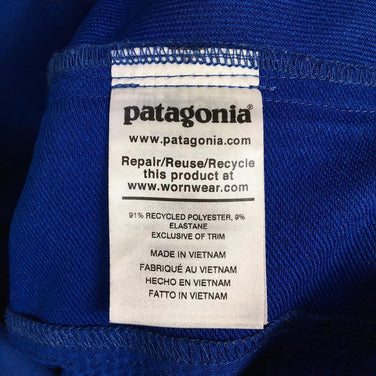 patagonia®
www.patagonia.com
Repair/Reuse/Recycle
this product at
www.wornwear.com
91% RECYCLED POLYESTER, 9%
ELASTANE
EXCLUSIVE OF TRIM
MADE IN VIETNAM
FABRIQUÉ AU VIETNAM
HECHO EN VIETNAM
FATTO IN VIETNAM